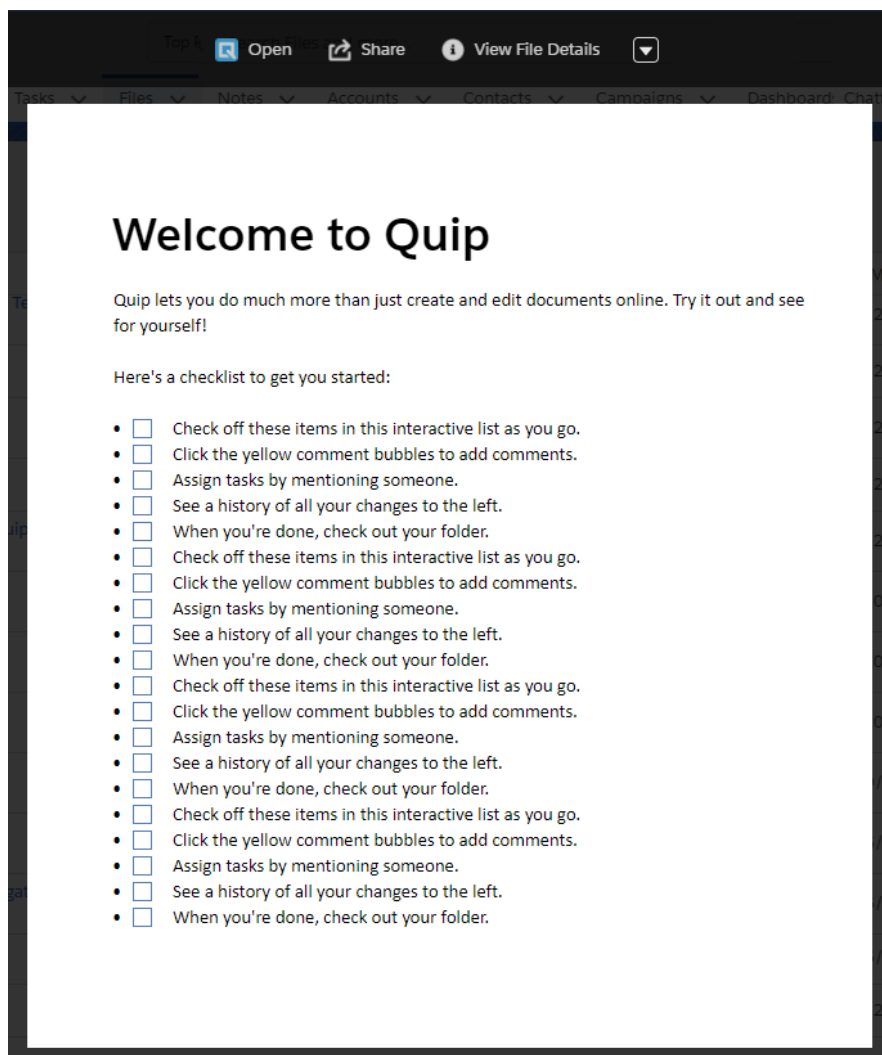 Open Share View File Details
Tasks Files Notes Accounts Contacts Campaigns Dashboard: Chat
Welcome to Quip
Quip lets you do much more than just create and edit documents online. Try it out and see
for yourself!
Here's a checklist to get you started:
• Check off these items in this interactive list as you go.
• Click the yellow comment bubbles to add comments.
• Assign tasks by mentioning someone.
• See a history of all your changes to the left.
• When you're done, check out your folder.
• Check off these items in this interactive list as you go.
• Click the yellow comment bubbles to add comments.
• Assign tasks by mentioning someone.
• See a history of all your changes to the left.
• When you're done, check out your folder.
• Check off these items in this interactive list as you go.
• Click the yellow comment bubbles to add comments.
• Assign tasks by mentioning someone.
• See a history of all your changes to the left.
• When you're done, check out your folder.
• Check off these items in this interactive list as you go.
• Click the yellow comment bubbles to add comments.
• Assign tasks by mentioning someone.
• See a history of all your changes to the left.
• When you're done, check out your folder.